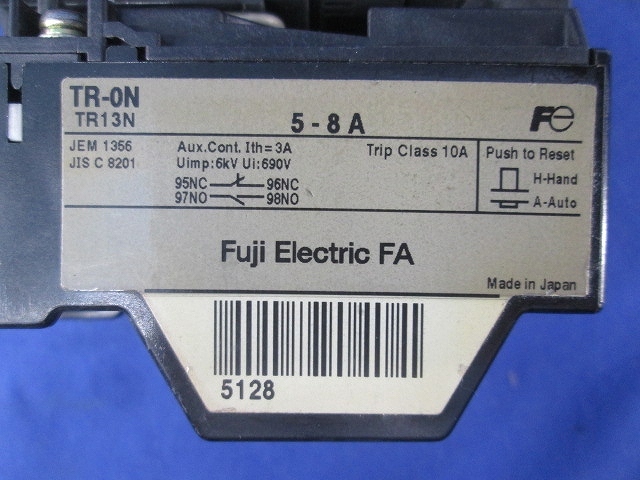 TR-0N
TR13N
5-8A
Fe
JEM 1356
JIS C 8201
Aux.Cont. Ith=3A
Uimp:6kV Ui:690V
Trip Class 10A
95NC 96NC
97NO 98NO
Push to Reset
H-Hand
A-Auto
Fuji Electric FA
Made in Japan
5128